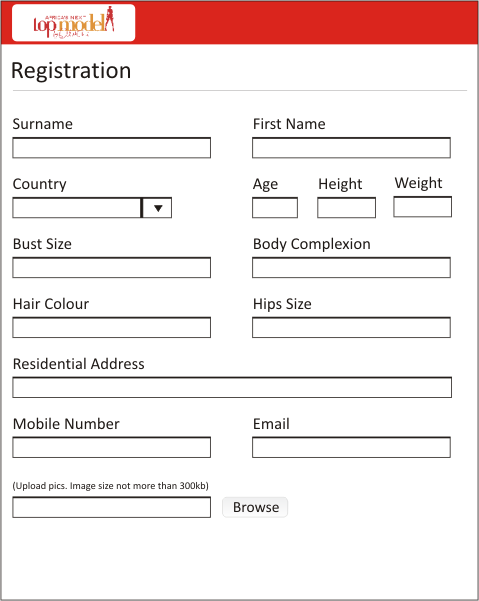 AFRICA'S NEXT
top model
Registration
Surname
First Name
Country
Age
Height
Weight
Bust Size
Body Complexion
Hair Colour
Hips Size
Residential Address
Mobile Number
Email
(Upload pics. Image size not more than 300kb)
Browse